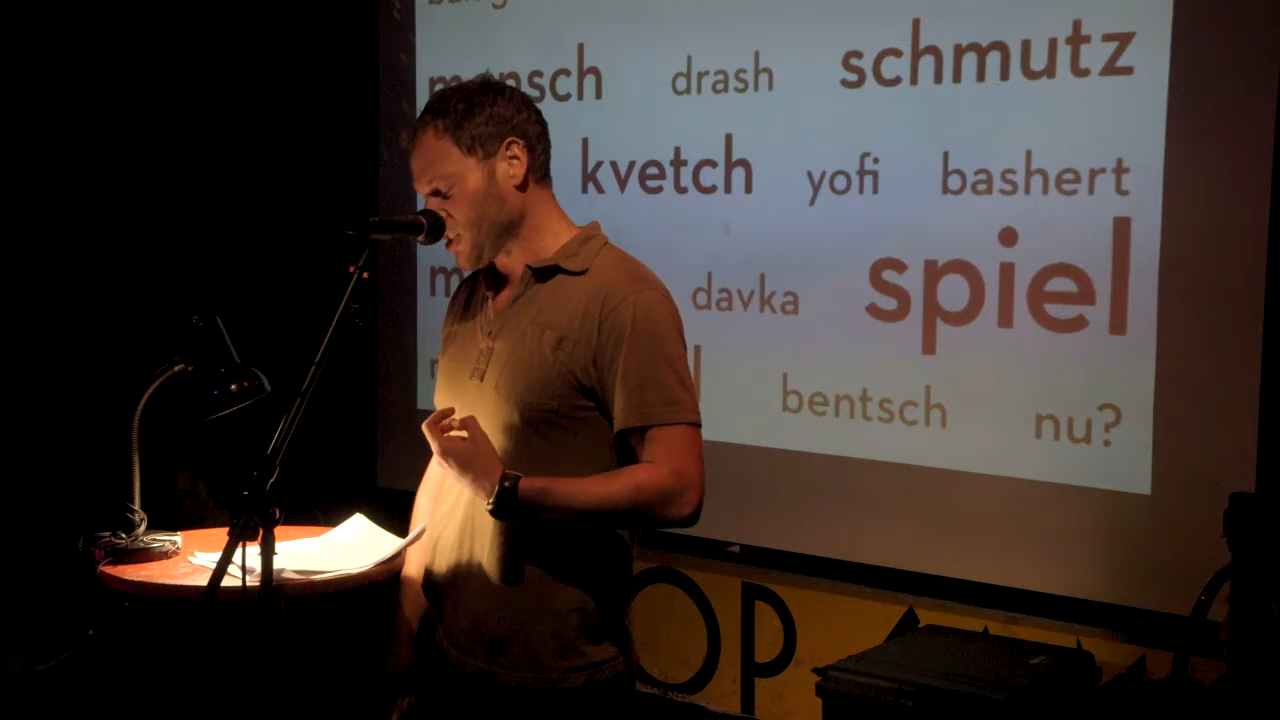 mensch drash schmutz
kvetch yofi bashert
davka spiel
bentsch nu?
OP